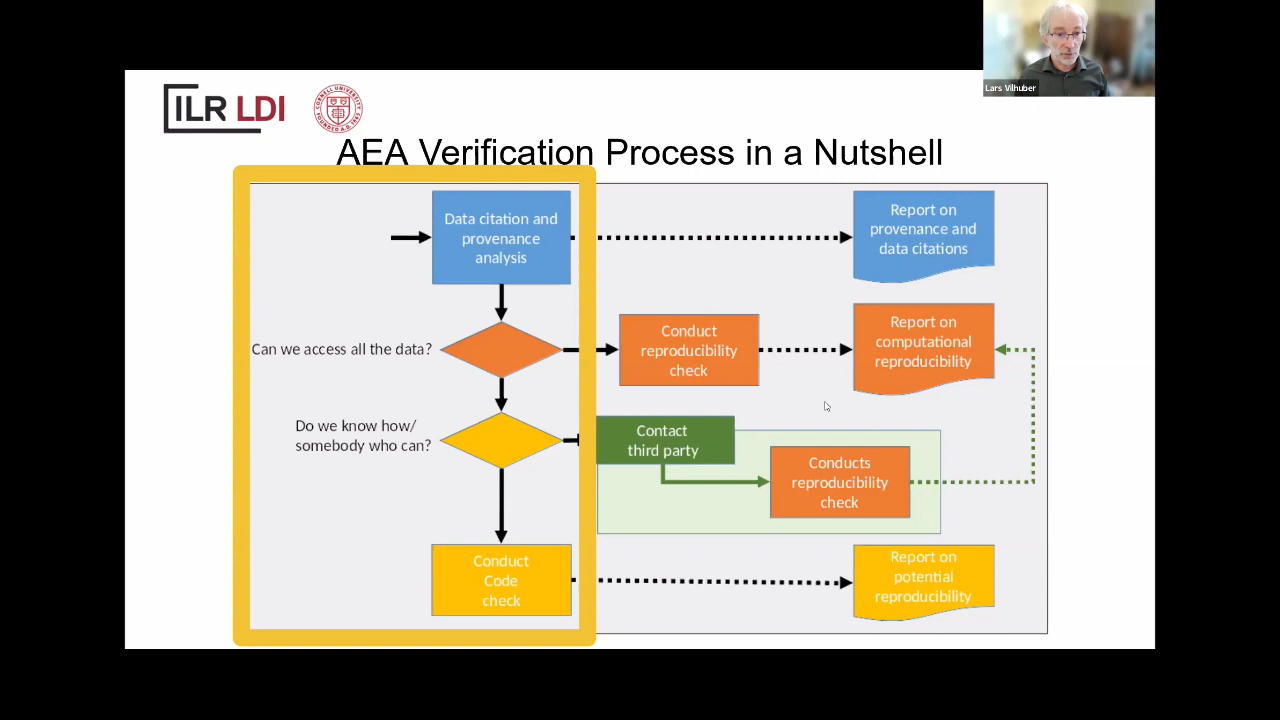 Lars Vilhuber
ILR LDI
CORNELL UNIVERSITY
AEA Verification Process in a Nutshell
Data citation and
provenance
analysis
Report on
provenance and
data citations
Can we access all the data?
Conduct
reproducibility
check
Report on
computational
reproducibility
Do we know how/
somebody who can?
Contact
third party
Conducts
reproducibility
check
Conduct
Code
check
Report on
potential
reproducibility